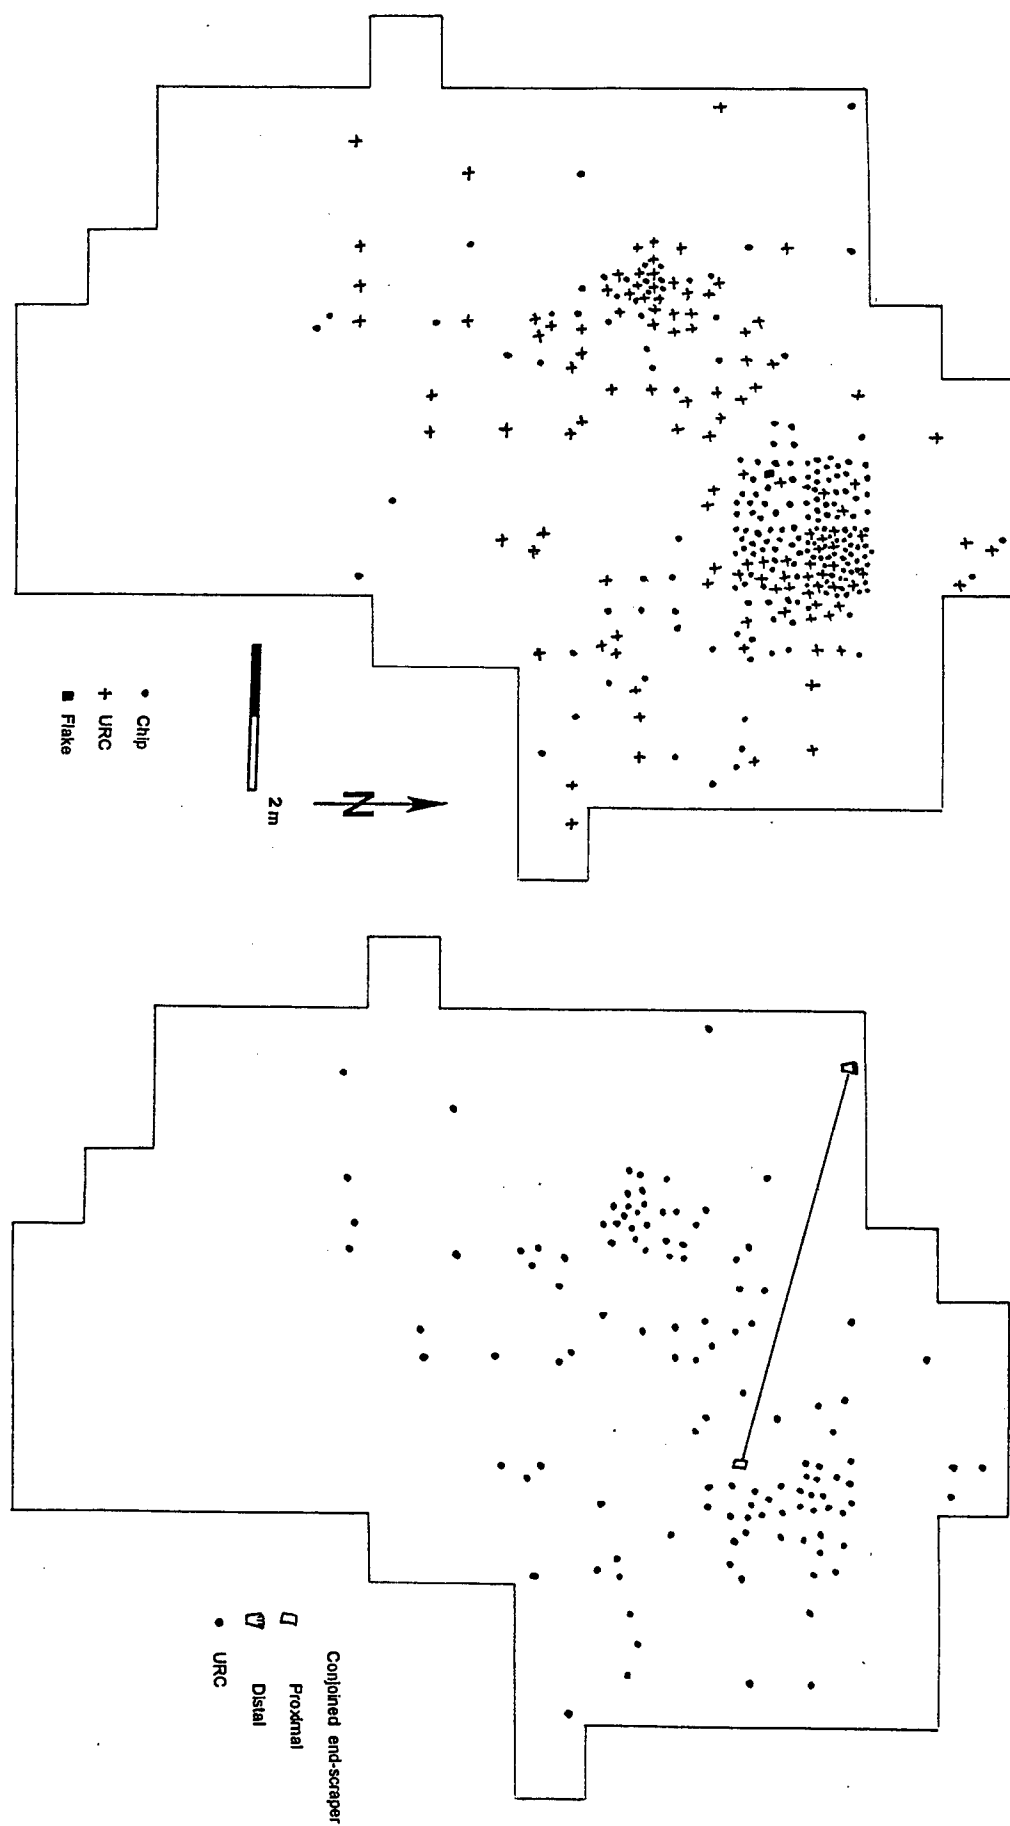 Chip
URC
Flake
2 m
N
Conjoined end-scraper
Proximal
Distal
URC